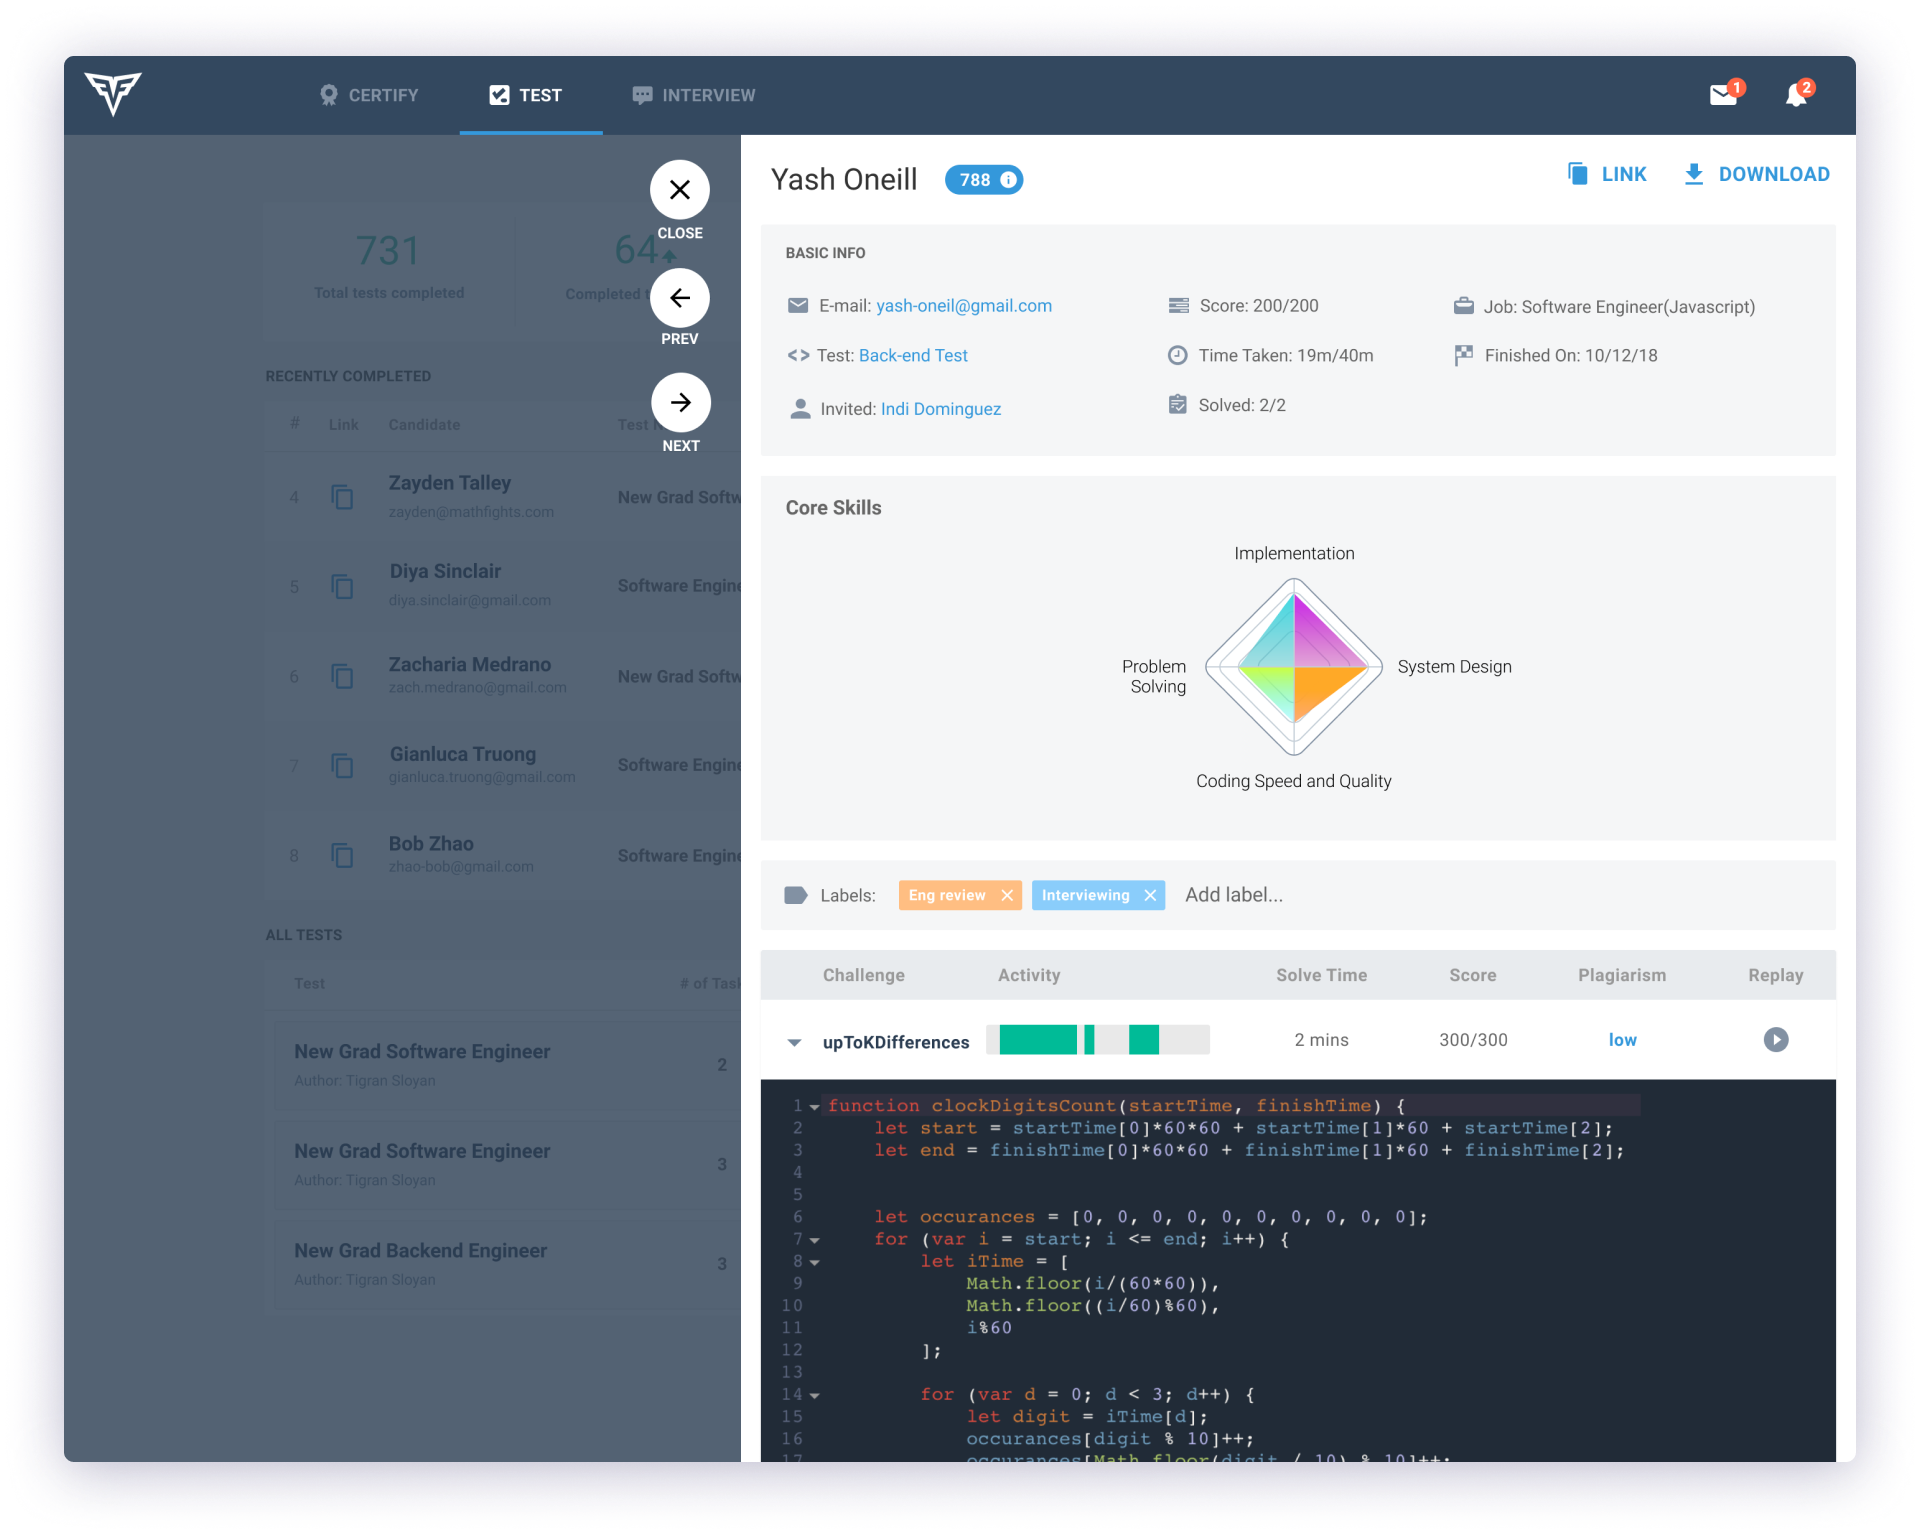 CERTIFY
TEST
INTERVIEW
1
2
731
Total tests completed
64
Completed
CLOSE
PREV
NEXT
RECENTLY COMPLETED
# Link Candidate Test
4 Zayden Talley New Grad Softw
zayden@mathfights.com
5 Diya Sinclair Software Engine
diya.sinclair@gmail.com
6 Zacharia Medrano New Grad Softw
zach.medrano@gmail.com
7 Gianluca Truong Software Engine
gianluca.truong@gmail.com
8 Bob Zhao Software Engine
zhao-bob@gmail.com
ALL TESTS
Test # of Task
New Grad Software Engineer 2
Author: Tigran Sloyan
New Grad Software Engineer 3
Author: Tigran Sloyan
New Grad Backend Engineer 3
Author: Tigran Sloyan
Yash Oneill 788
LINK DOWNLOAD
BASIC INFO
E-mail: yash-oneil@gmail.com Score: 200/200 Job: Software Engineer(Javascript)
Test: Back-end Test Time Taken: 19m/40m Finished On: 10/12/18
Invited: Indi Dominguez Solved: 2/2
Core Skills
Implementation
Problem
Solving
System Design
Coding Speed and Quality
Labels: Eng review Interviewing Add label...
Challenge Activity Solve Time Score Plagiarism Replay
upToKDifferences 2 mins 300/300 low
1 function clockDigitsCount(startTime, finishTime) {
2 let start = startTime[0]*60*60 + startTime[1]*60 + startTime[2];
3 let end = finishTime[0]*60*60 + finishTime[1]*60 + finishTime[2];
4
5
6 let occurances = [0, 0, 0, 0, 0, 0, 0, 0, 0, 0];
7 for (var i = start; i <= end; i++) {
8 let iTime = [
9 Math.floor(i/(60*60)),
10 Math.floor((i/60)%60),
11 i%60
12 ];
13
14 for (var d = 0; d < 3; d++) {
15 let digit = iTime[d];
16 occurances[digit % 10]++;
17 occurances[Math.floor(digit / 10) % 10]++;